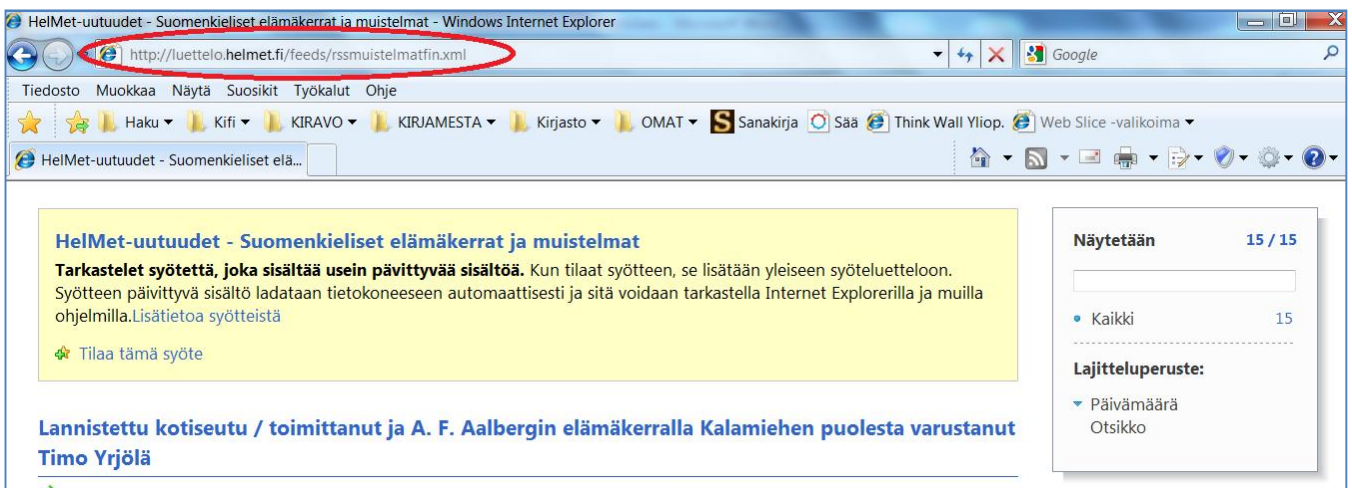 HelMet-uutuudet - Suomenkieliset elämäkerrat ja muistelmat - Windows Internet Explorer
http://luettelo.helmet.fi/feeds/rssmuistelmatfin.xml
Google
Tiedosto Muokkaa Näytä Suosikit Työkalut Ohje
Haku Kifi KIRAVO KIRJAMESTA Kirjasto OMAT S Sanakirja Sää Think Wall Yliop. Web Slice -valikoima
HelMet-uutuudet - Suomenkieliset elä...
HelMet-uutuudet - Suomenkieliset elämäkerrat ja muistelmat
Tarkastelet syötettä, joka sisältää usein pävittyvää sisältöä. Kun tilaat syötteen, se lisätään yleiseen syöteluetteloon.
Syötteen päivittyvä sisältö ladataan tietokoneeseen automaattisesti ja sitä voidaan tarkastella Internet Explorerilla ja muilla
ohjelmilla.Lisätietoa syötteistä
Tilaa tämä syöte
Näytetään 15 / 15
Kaikki 15
Lajitteluperuste:
Päivämäärä
Otsikko
Lannistettu kotiseutu / toimittanut ja A. F. Aalbergin elämäkerralla Kalamiehen puolesta varustanut
Timo Yrjölä